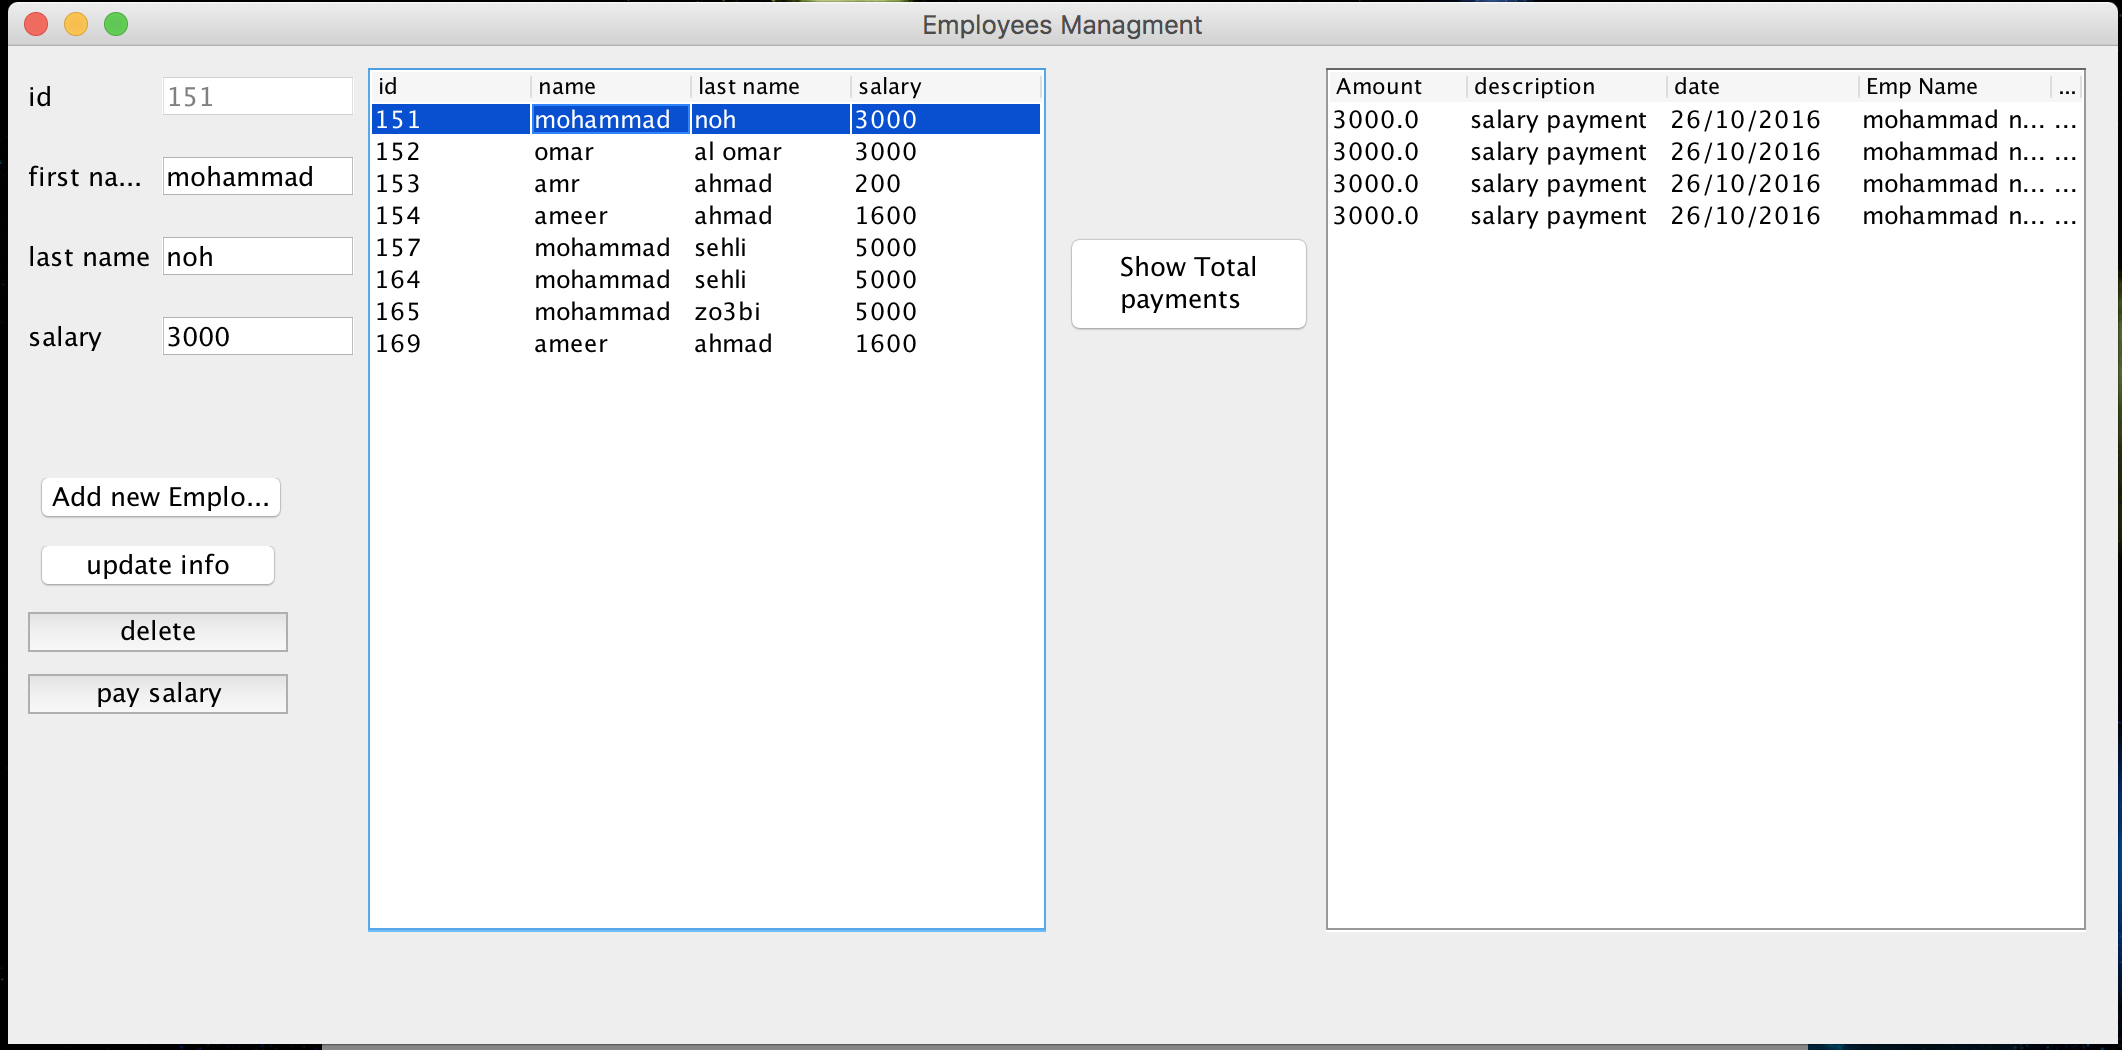 Employees Managment
id 151
first na... mohammad
last name noh
salary 3000
Add new Emplo...
update info
delete
pay salary
id name last name salary
151 mohammad noh 3000
152 omar al omar 3000
153 amr ahmad 200
154 ameer ahmad 1600
157 mohammad sehli 5000
164 mohammad sehli 5000
165 mohammad zo3bi 5000
169 ameer ahmad 1600
Show Total
payments
Amount description date Emp Name ...
3000.0 salary payment 26/10/2016 mohammad n... ...
3000.0 salary payment 26/10/2016 mohammad n... ...
3000.0 salary payment 26/10/2016 mohammad n... ...
3000.0 salary payment 26/10/2016 mohammad n... ...